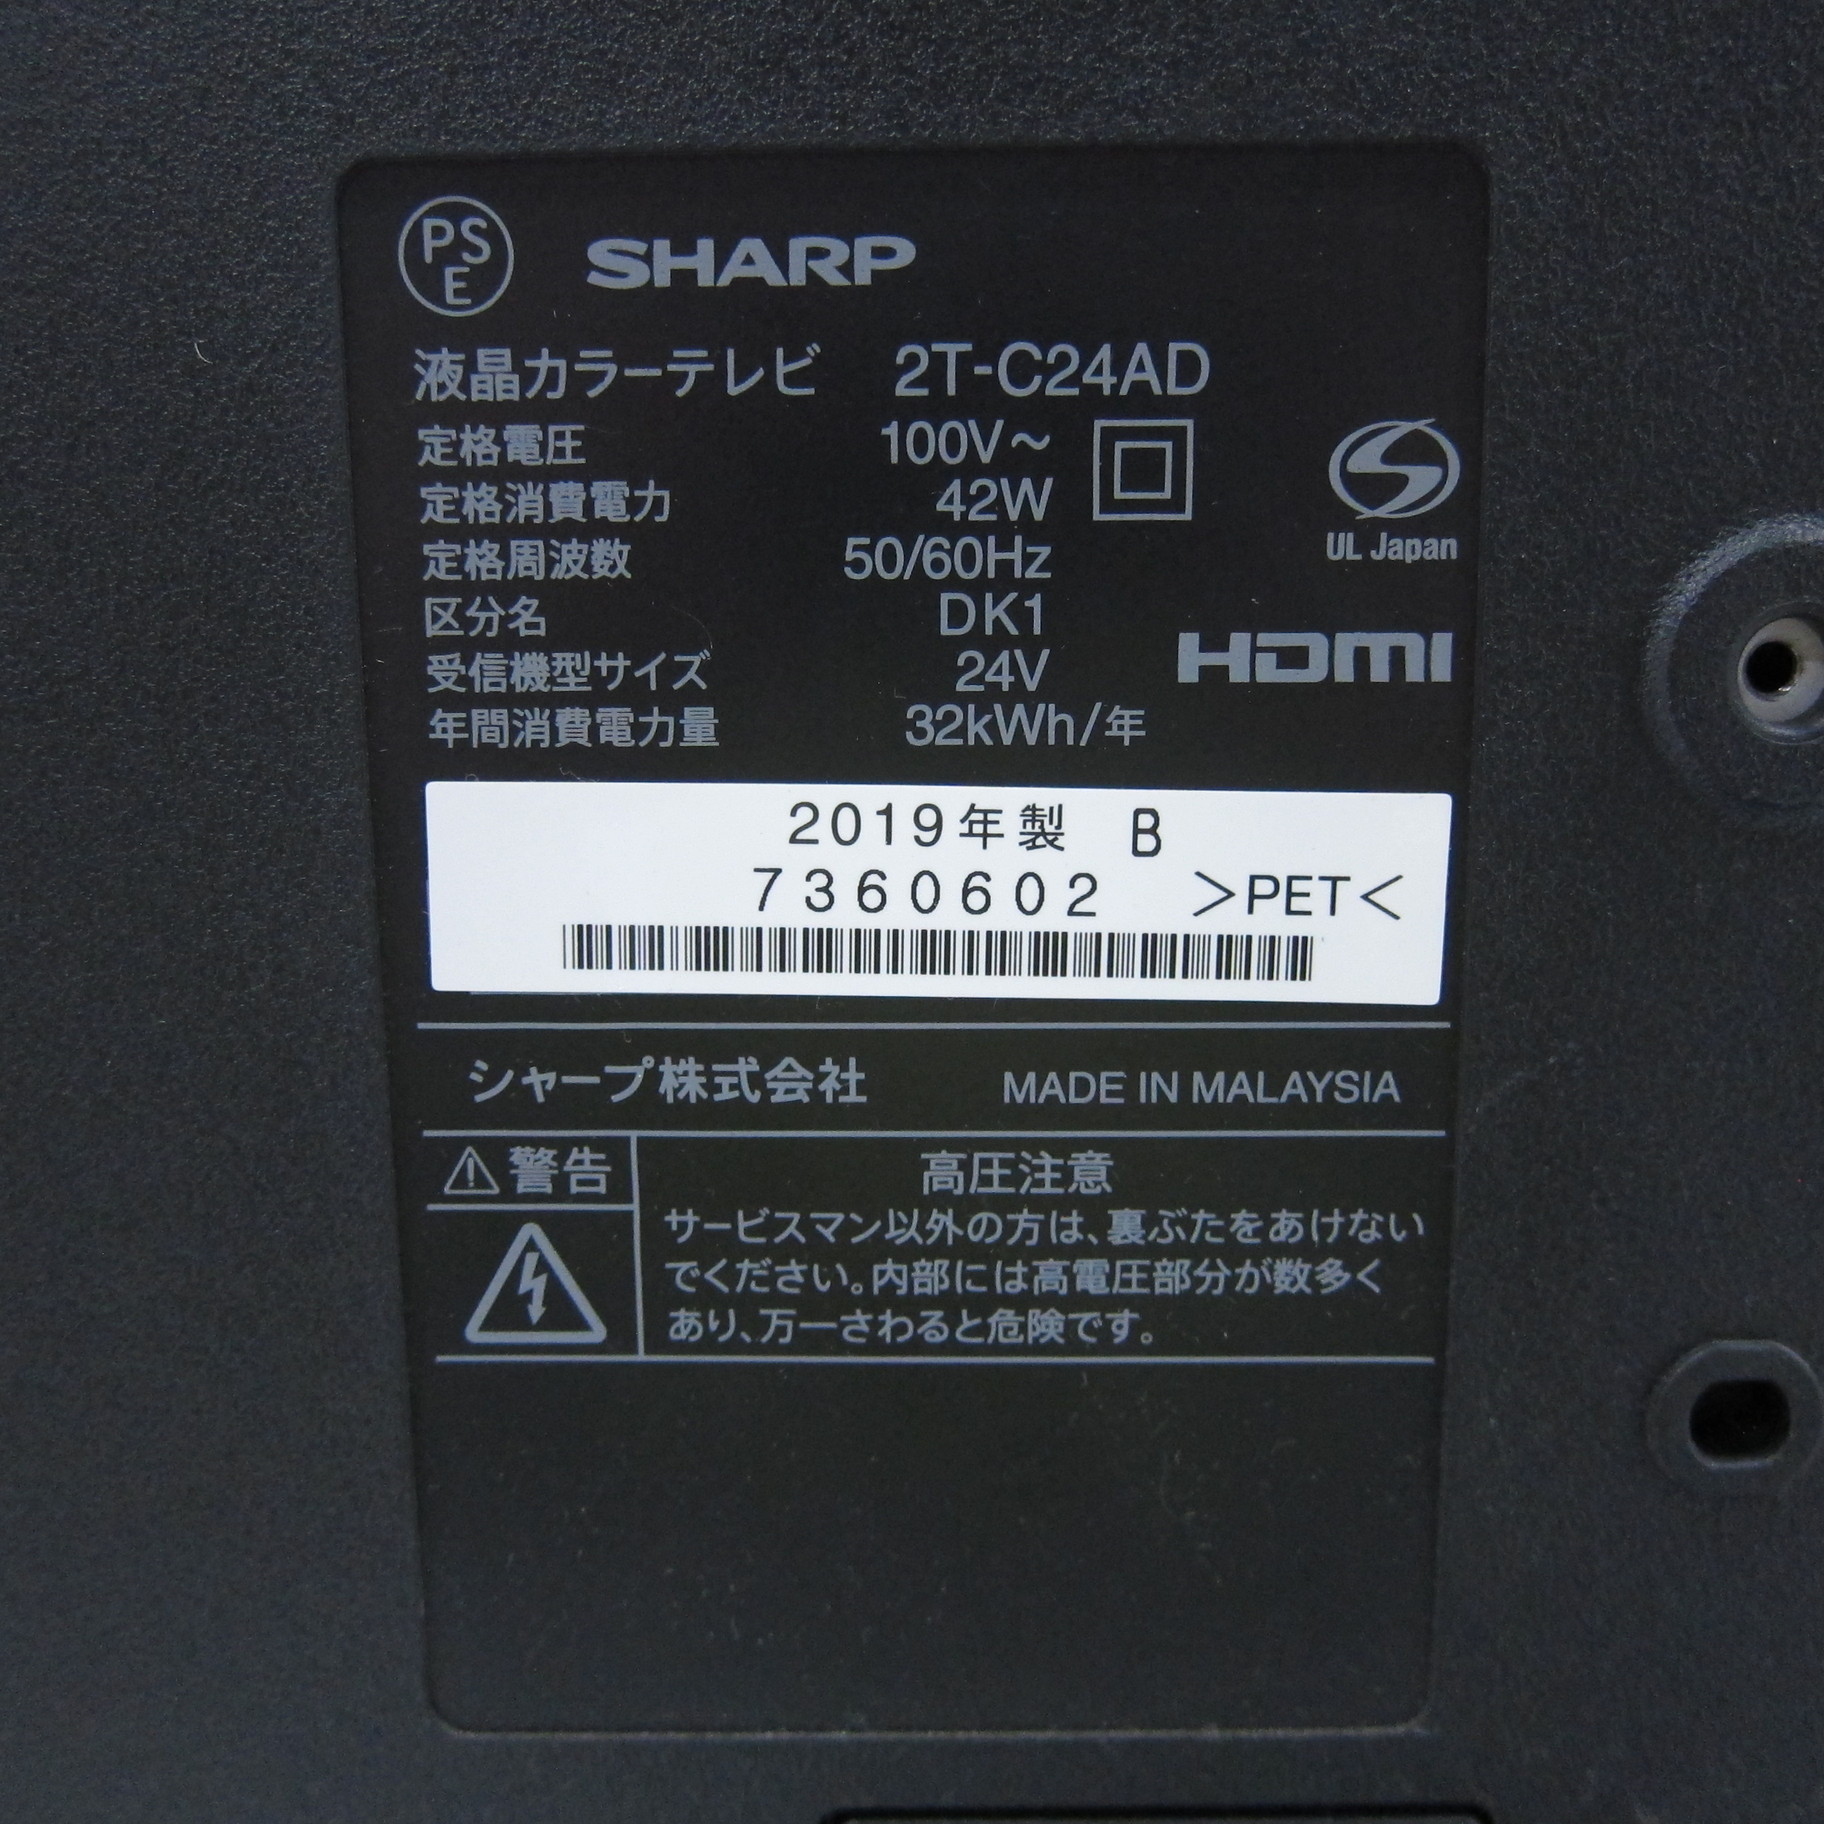 PS
E
SHARP
液晶カラーテレビ 2T-C24AD
定格電圧 100V～
定格消費電力 42W
定格周波数 50/60Hz
区分名 DK1
受信機型サイズ 24V
年間消費電力量 32kWh/年
UL Japan
HDMI
2019年製 B
7360602 >PET<
シャープ株式会社 MADE IN MALAYSIA
警告
高圧注意
サービスマン以外の方は、裏ぶたをあけない
でください。内部には高電圧部分が数多く
あり、万一さわると危険です。